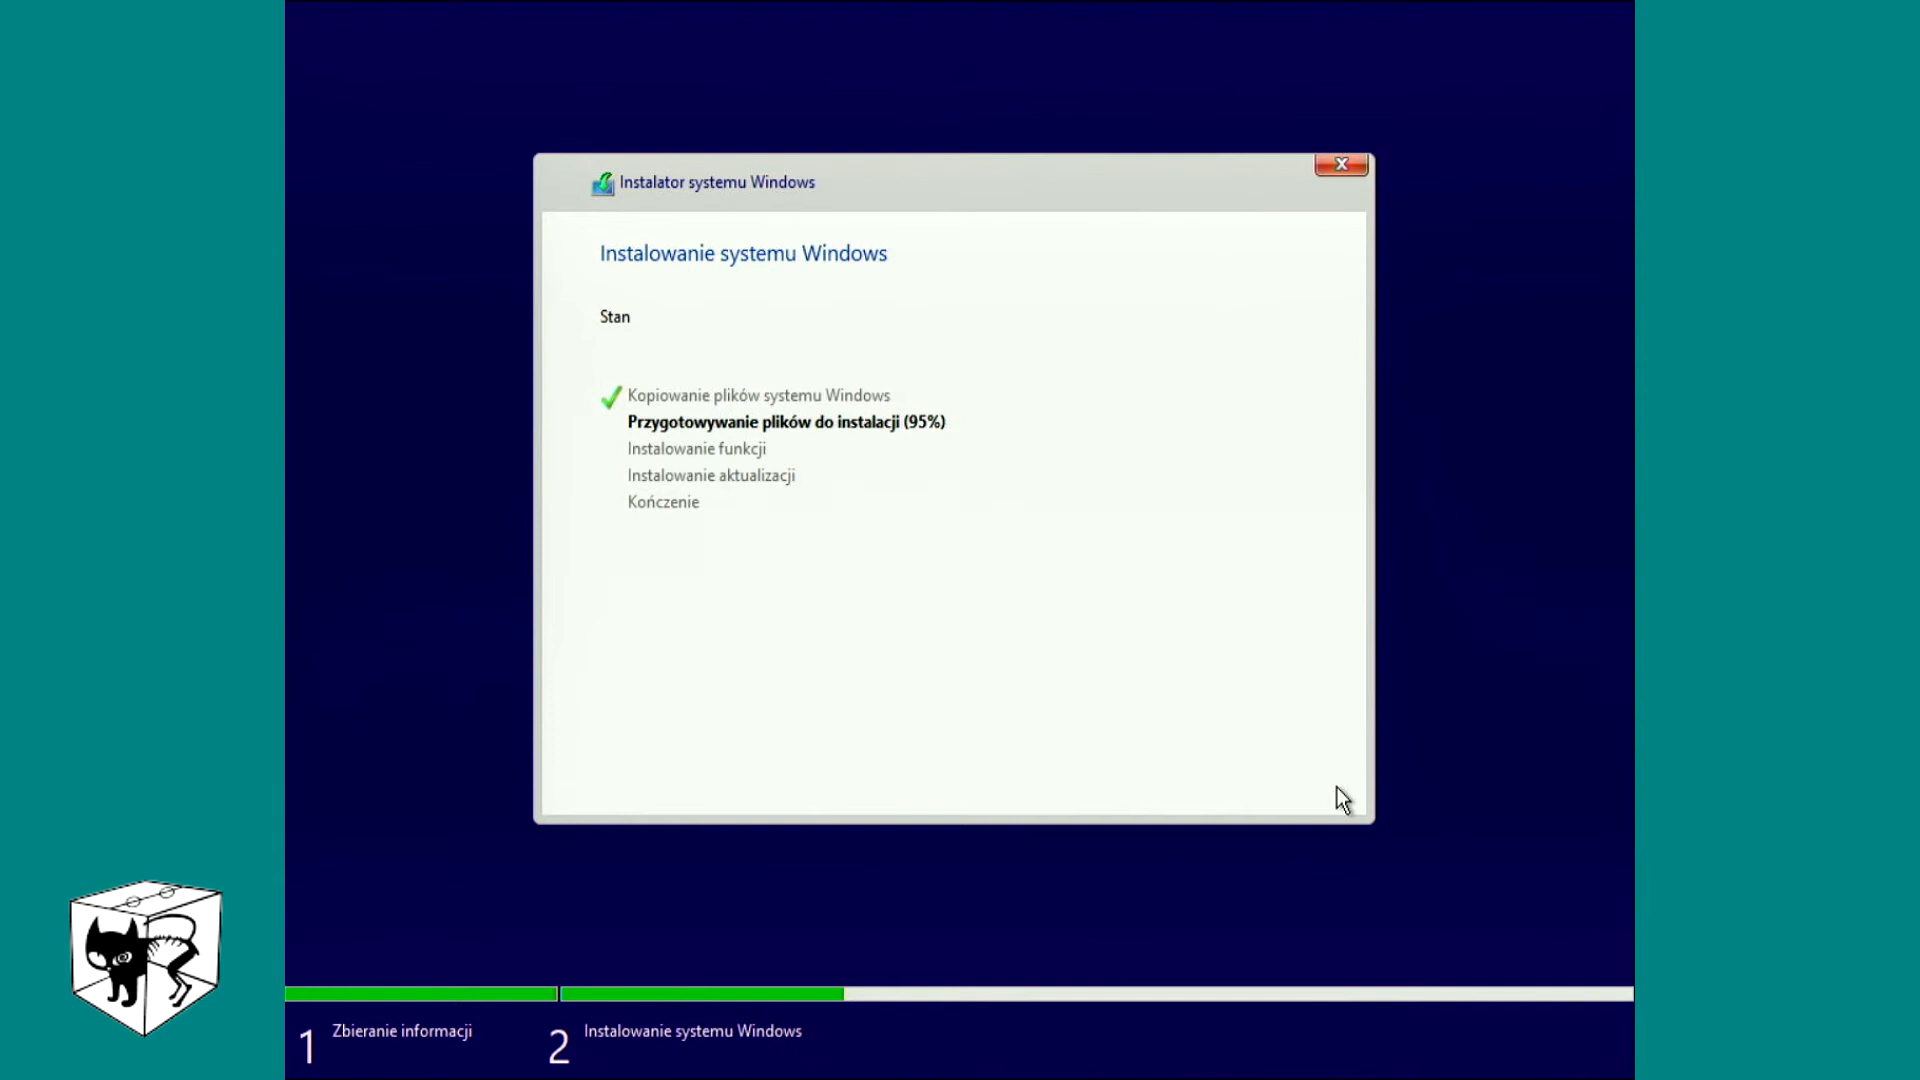 Instalator systemu Windows
x
Instalowanie systemu Windows
Stan
Kopiowanie plików systemu Windows
Przygotowywanie plików do instalacji (95%)
Instalowanie funkcji
Instalowanie aktualizacji
Kończenie
1 Zbieranie informacji
2 Instalowanie systemu Windows